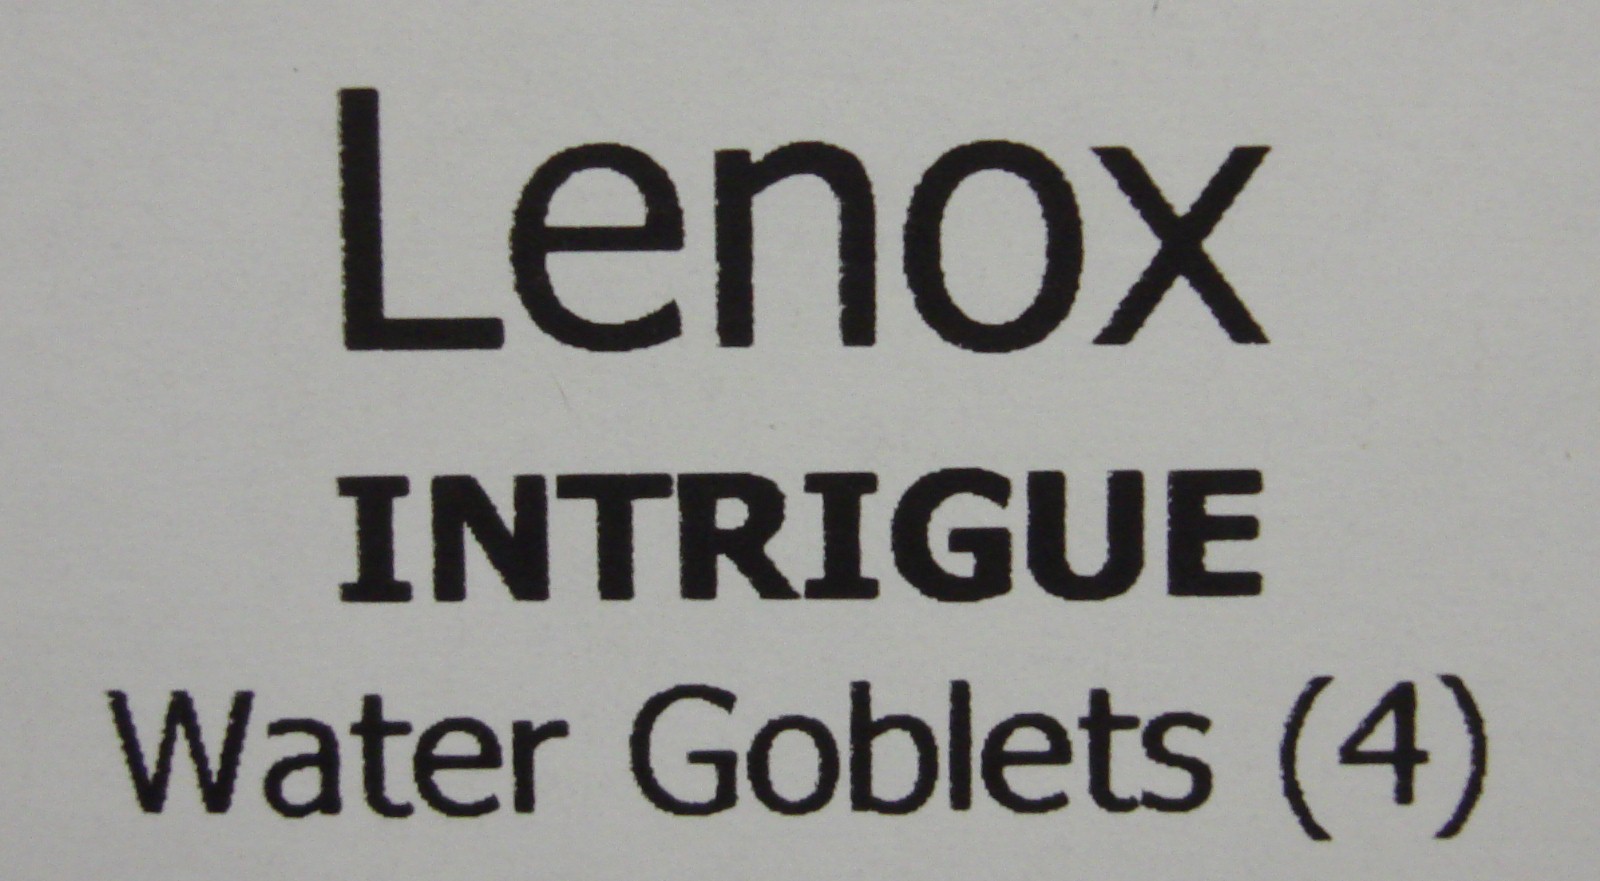 Lenox
INTRIGUE
Water Goblets (4)